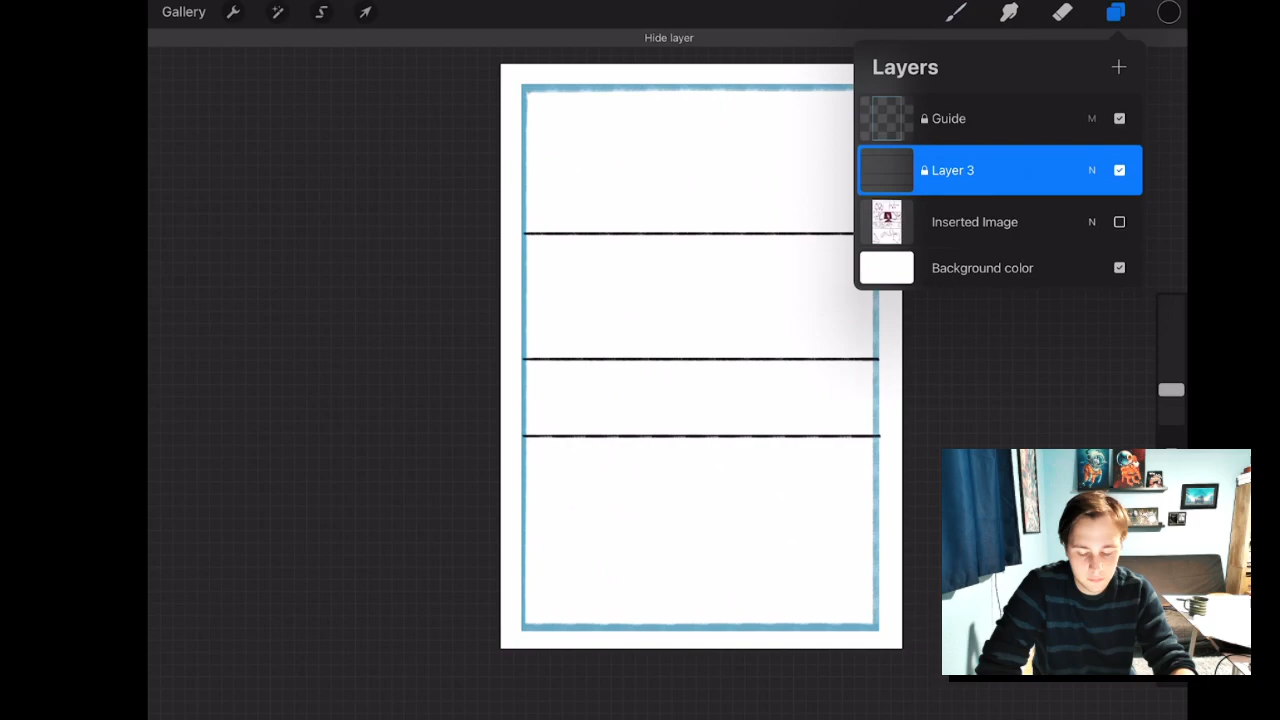 Gallery
Hide layer
Layers
Guide M
Layer 3 N
Inserted Image N
Background color